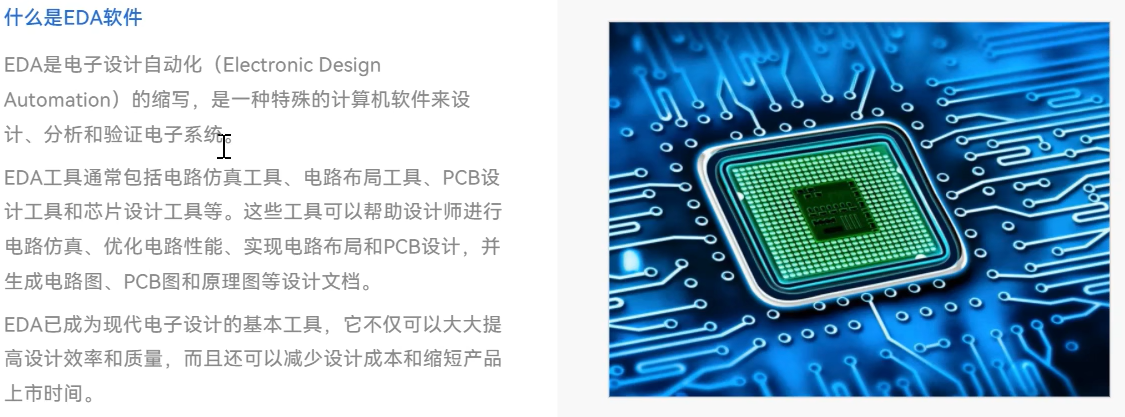 什么是EDA软件
EDA是电子设计自动化（Electronic Design
Automation）的缩写，是一种特殊的计算机软件来设
计、分析和验证电子系统。
EDA工具通常包括电路仿真工具、电路布局工具、PCB设
计工具和芯片设计工具等。这些工具可以帮助设计师进行
电路仿真、优化电路性能、实现电路布局和PCB设计，并
生成电路图、PCB图和原理图等设计文档。
EDA已成为现代电子设计的基本工具，它不仅可以大大提
高设计效率和质量，而且还可以减少设计成本和缩短产品
上市时间。